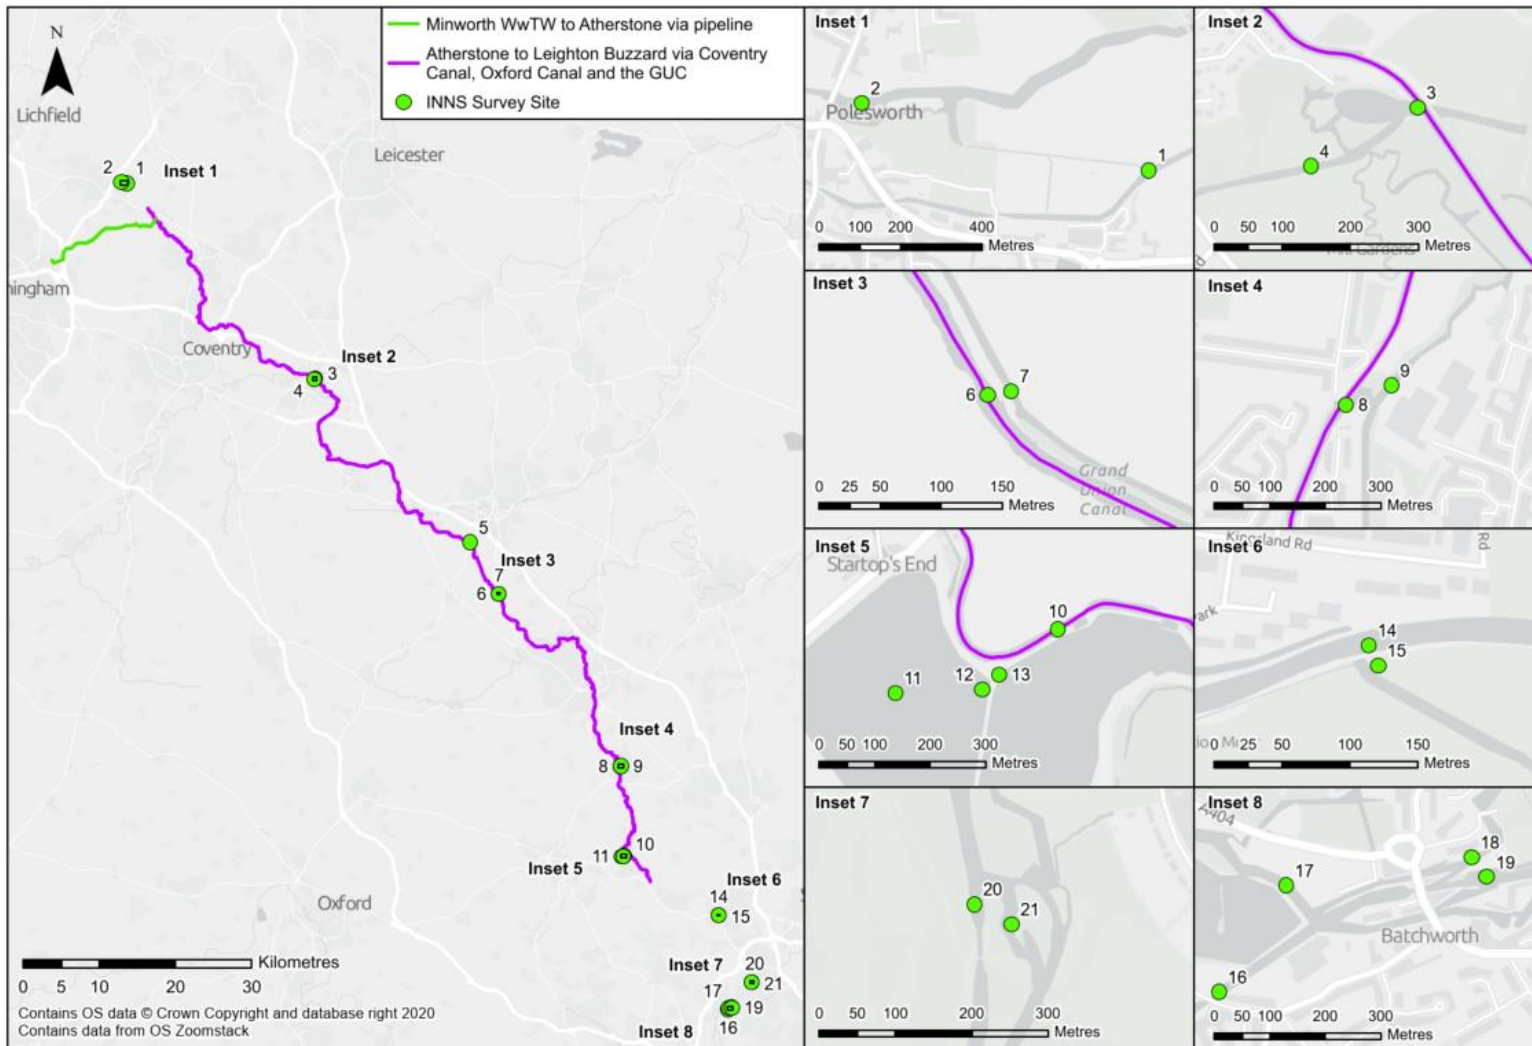 Minworth WwTW to Atherstone via pipeline
Atherstone to Leighton Buzzard via Coventry
Canal, Oxford Canal and the GUC
INNS Survey Site
N
Lichfield
Leicester
2
1
Inset 1
ningham
Coventry
Inset 2
3
4
5
Inset 3
7
6
Inset 4
8
9
10
11
Inset 5
Inset 6
14
15
Oxford
Inset 7
20
21
17
19
16
Inset 8
Kilometres
0 5 10 20 30
Contains OS data © Crown Copyright and database right 2020
Contains data from OS Zoomstack
Inset 1
2
Polesworth
1
0 100 200 400
Metres
Inset 2
3
4
0 50 100 200 300
Metres
Mill Gardens
Rd
Inset 3
6
7
Grand
Union
Canal
0 25 50 100 150
Metres
Inset 4
9
8
0 50 100 200 300
Metres
Inset 5
Startop's End
10
11
12
13
0 50 100 200 300
Metres
Inset 6
Kingsland Rd
Rd
ark
14
15
0 25 50 100 150
Metres
Inset 7
20
21
0 50 100 200 300
Metres
Inset 8
A404
18
17
19
Batchworth
16
0 50 100 200 300
Metres